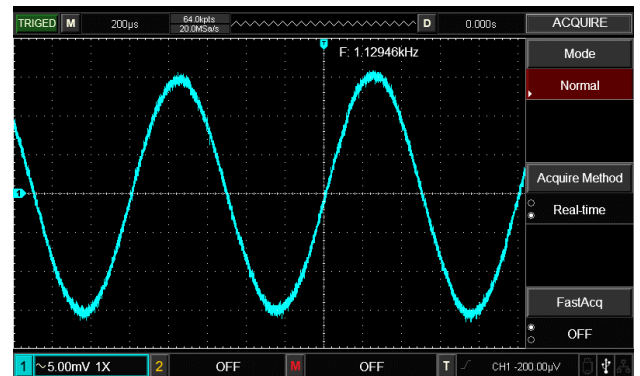 TRIGED M 200μs 64.0kpts D 0.000s ACQUIRE
20.0MSa/s
T
F: 1.12946kHz
Mode
Normal
1
Acquire Method
Real-time
FastAcq
OFF
1 ~5.00mV 1X 2 OFF M OFF T CH1 -200.00μV